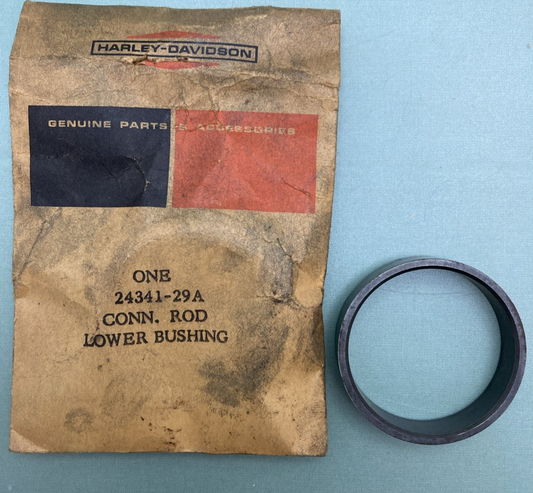 HARLEY-DAVIDSON
GENUINE PARTS & ACCESSORIES
ONE
24341-29A
CONN. ROD
LOWER BUSHING